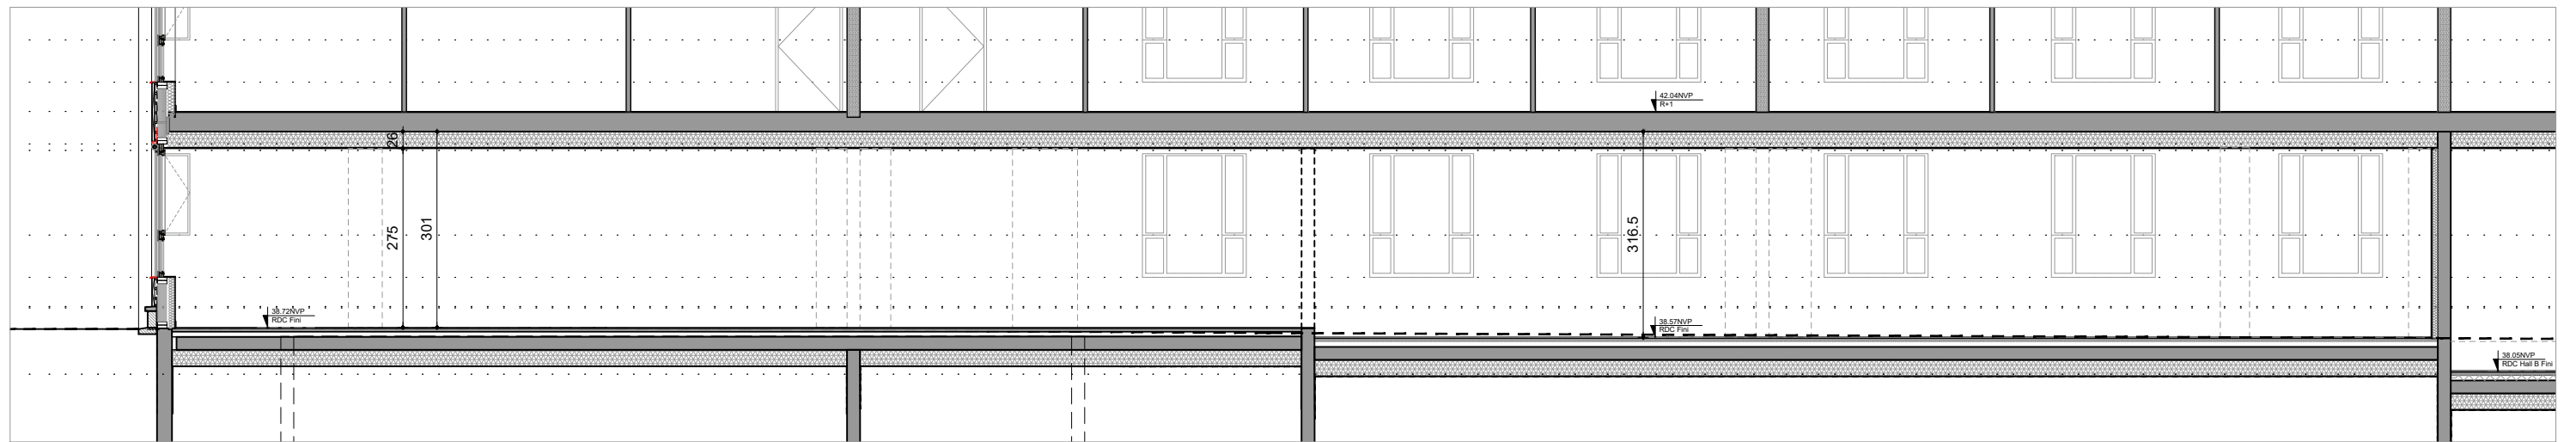 42.04NVP
R+1
26
275
301
316.5
38.72NVP
RDC Fini
38.57NVP
RDC Fini
38.05NVP
RDC Hall B Fini